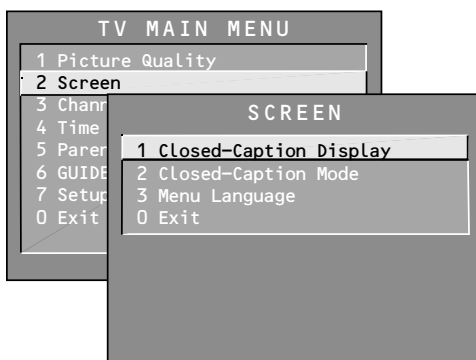 TV MAIN MENU
1 Picture Quality
2 Screen
3 Chann
4 Time
5 Paren
6 GUIDE
7 Setup
0 Exit
SCREEN
1 Closed-Caption Display
2 Closed-Caption Mode
3 Menu Language
0 Exit